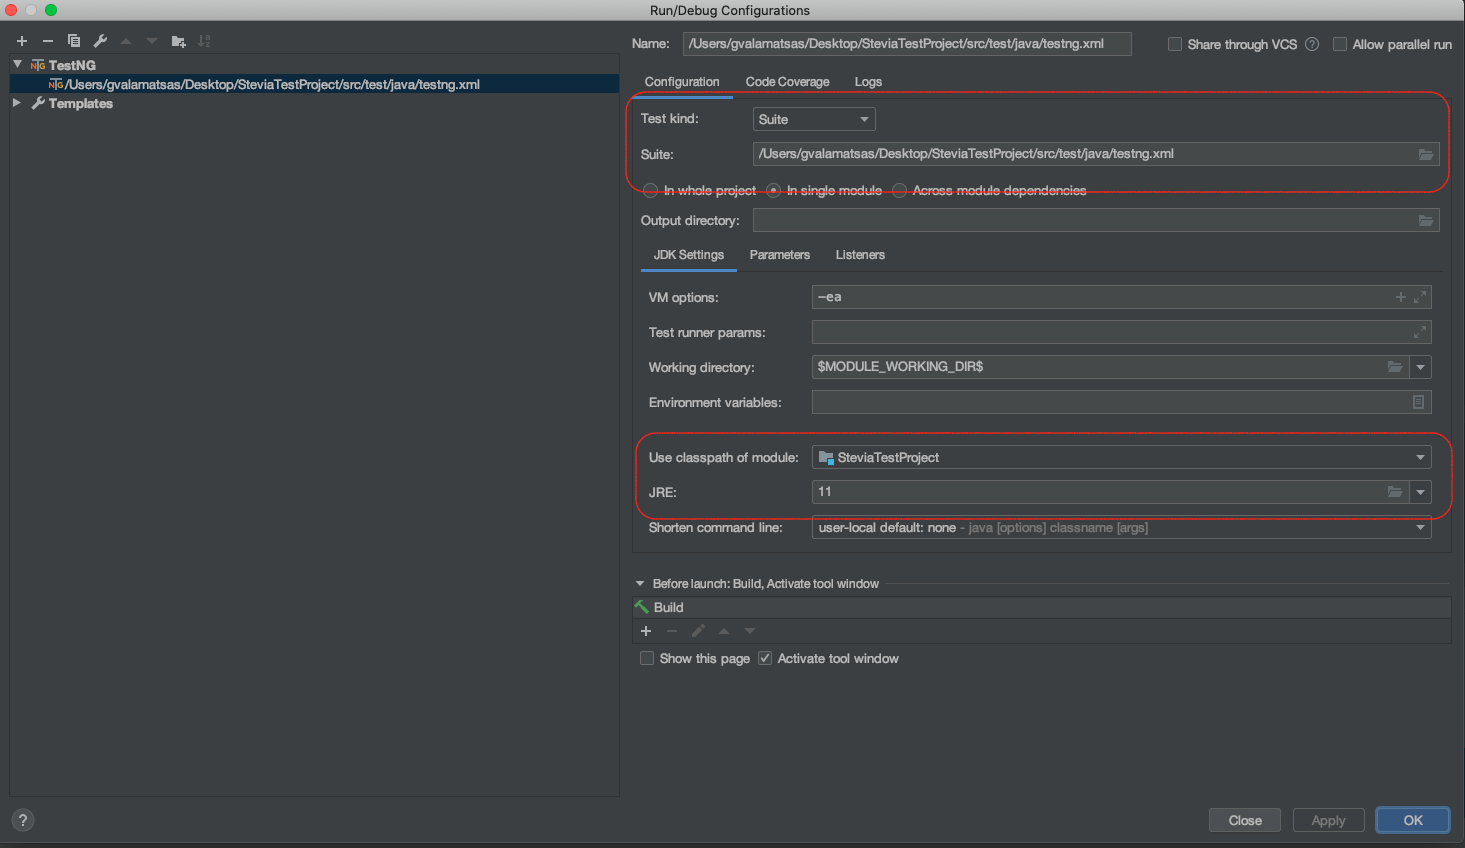 Run/Debug Configurations
TestNG
/Users/gvalamatsas/Desktop/SteviaTestProject/src/test/java/testng.xml
Templates
Name: /Users/gvalamatsas/Desktop/SteviaTestProject/src/test/java/testng.xml Share through VCS ? Allow parallel run
Configuration Code Coverage Logs
Test kind: Suite
Suite: /Users/gvalamatsas/Desktop/SteviaTestProject/src/test/java/testng.xml
In whole project In single module Across module dependencies
Output directory:
JDK Settings Parameters Listeners
VM options: -ea
Test runner params:
Working directory: $MODULE_WORKING_DIR$
Environment variables:
Use classpath of module: SteviaTestProject
JRE: 11
Shorten command line: user-local default: none - java [options] classname [args]
Before launch: Build, Activate tool window
Build
Show this page Activate tool window
? Close Apply OK